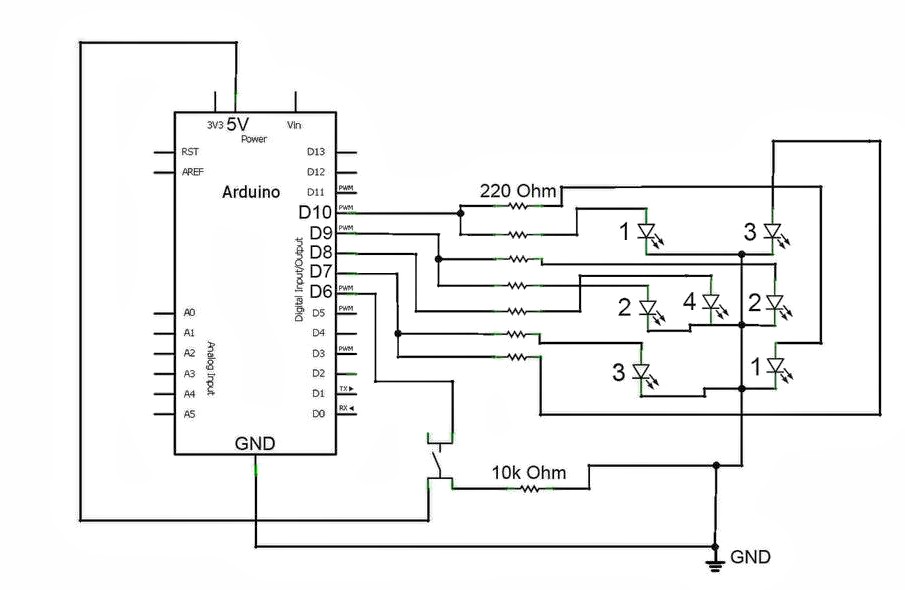 3V3 5V Vin
Power
RST D13
AREF D12
Arduino D11 PWM
D10 PWM
D9 PWM
D8
D7
D6 PWM
Digital Input/Output
A0 D5 PWM
A1 D4
A2 D3 PWM
A3 D2
A4 D1 TX
A5 D0 RX
Analog Input
GND
220 Ohm
1 3
2 4 2
3 1
10k Ohm
GND